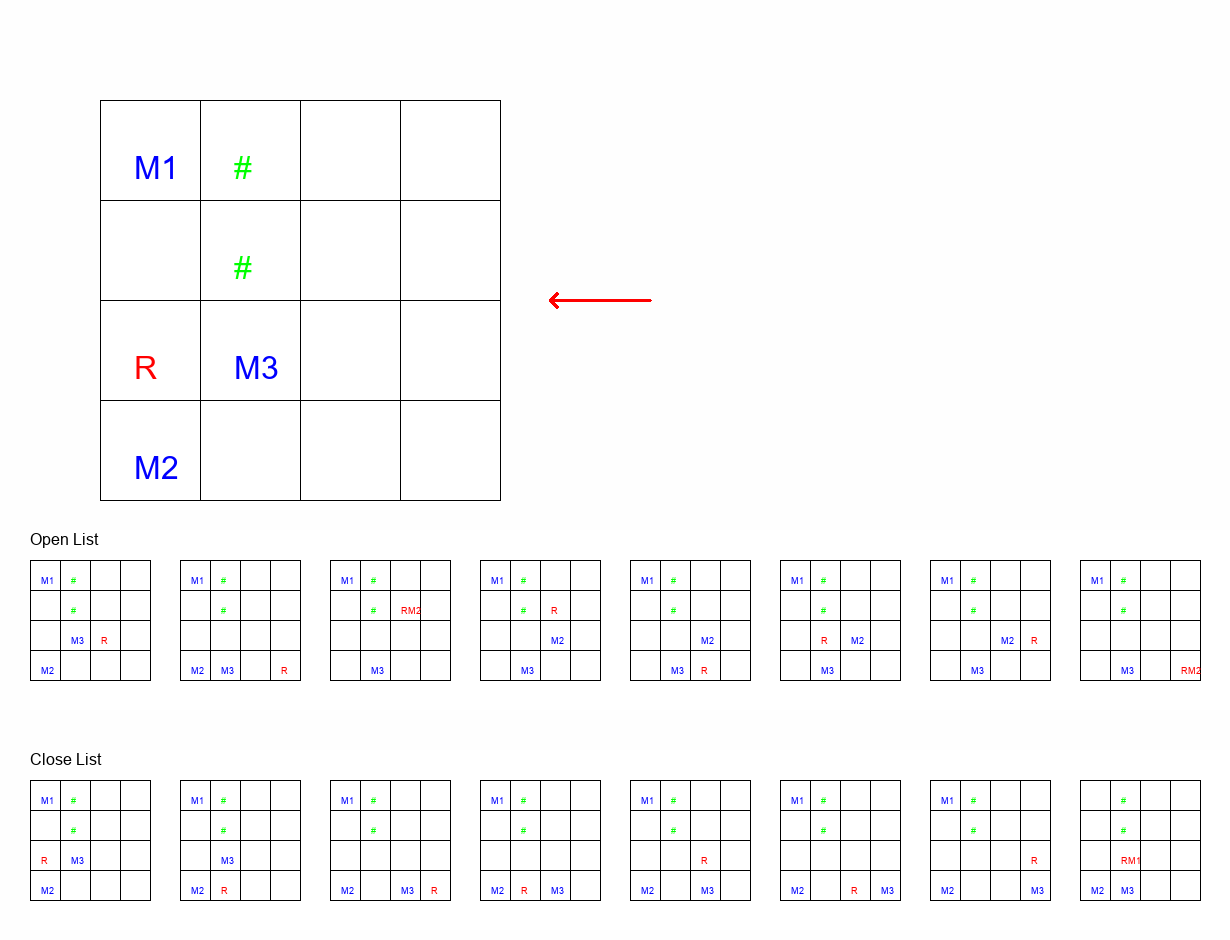 M1 #
#
R M3
M2
Open List
M1 # M1 # M1 # M1 # M1 # M1 # M1 # M1 #
# # # RM2 # R # # # #
M3 R M2 M2 R M2 M2 R
M2 M2 M3 R M3 M3 M3 R M3 M3 M3 RM2
Close List
M1 # M1 # M1 # M1 # M1 # M1 # M1 # #
# # # # # # # #
R M3 M3 R R RM1
M2 M2 R M2 M3 R M2 R M3 M2 M3 M2 R M3 M2 M3 M2 M3